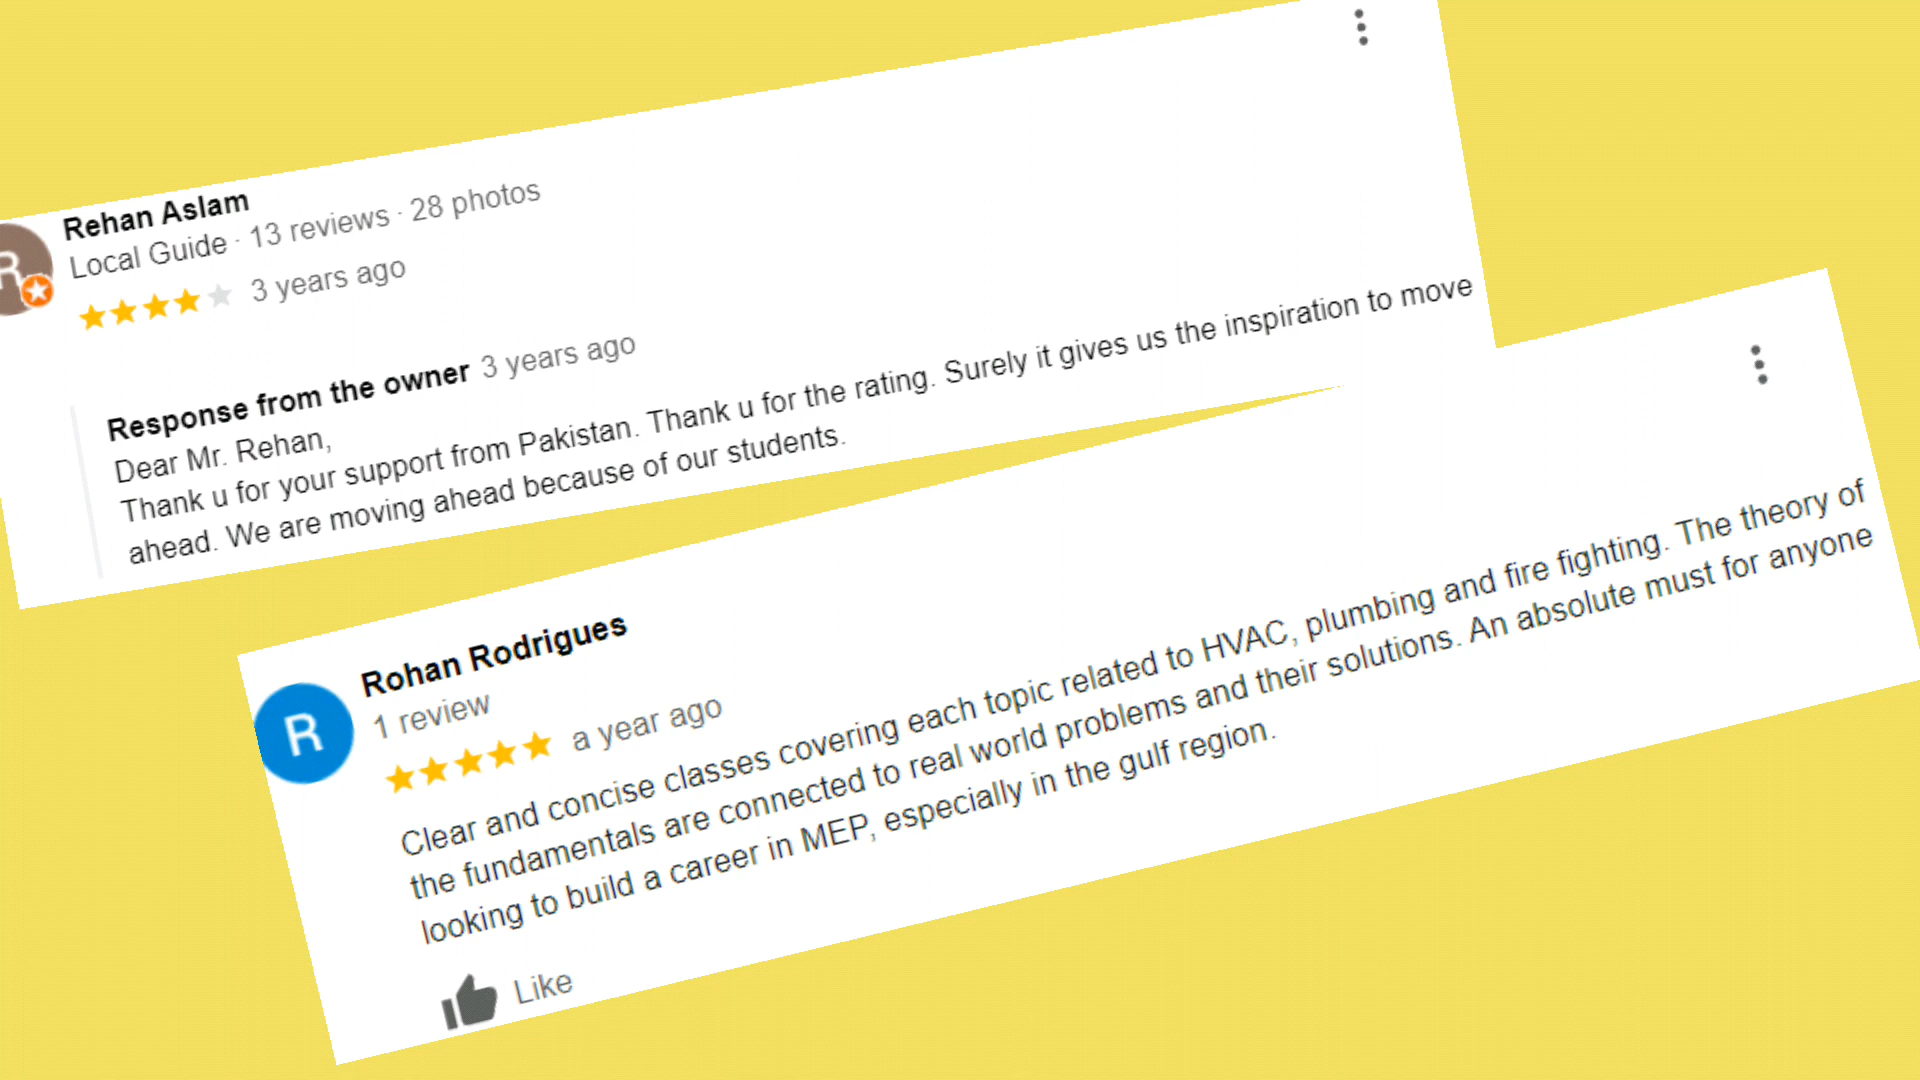 Rehan Aslam
Local Guide · 13 reviews · 28 photos
3 years ago
Response from the owner 3 years ago
Dear Mr. Rehan,
Thank u for your support from Pakistan. Thank u for the rating. Surely it gives us the inspiration to move
ahead. We are moving ahead because of our students.
R
Rohan Rodrigues
1 review
a year ago
R
Clear and concise classes covering each topic related to HVAC, plumbing and fire fighting. The theory of
the fundamentals are connected to real world problems and their solutions. An absolute must for anyone
looking to build a career in MEP, especially in the gulf region.
Like